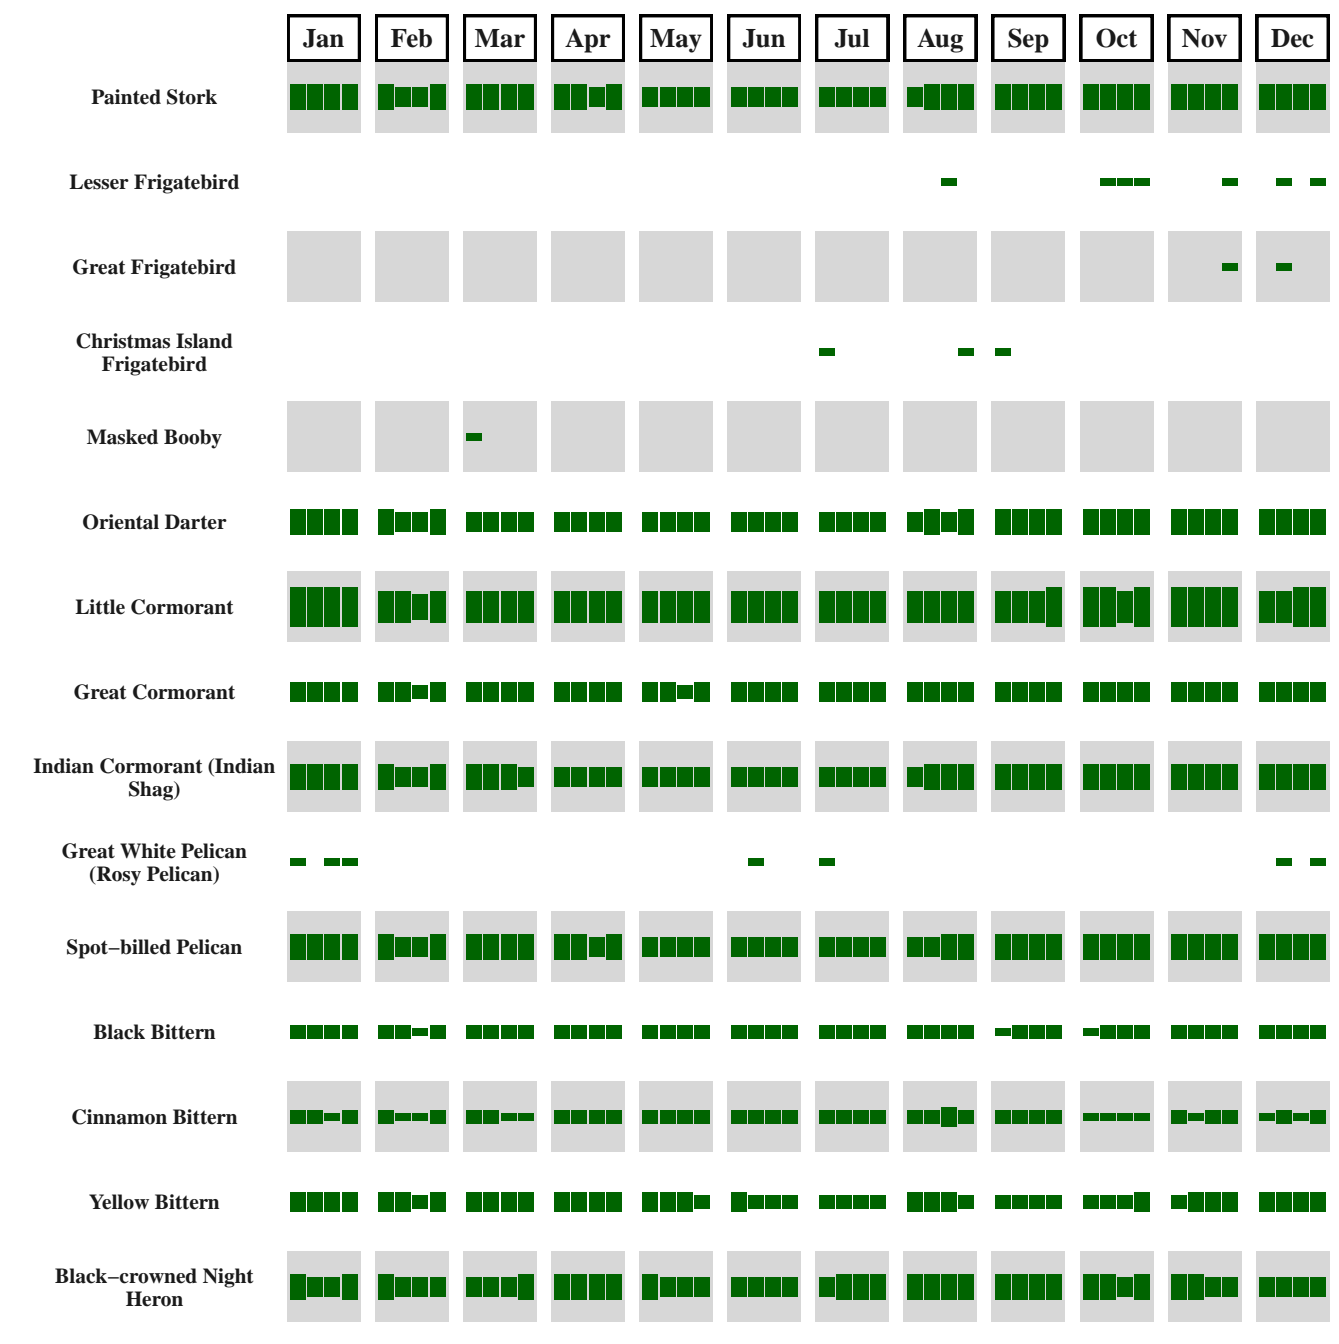 Jan Feb Mar Apr May Jun Jul Aug Sep Oct Nov Dec
Painted Stork
Lesser Frigatebird
Great Frigatebird
Christmas Island
Frigatebird
Masked Booby
Oriental Darter
Little Cormorant
Great Cormorant
Indian Cormorant (Indian
Shag)
Great White Pelican
(Rosy Pelican)
Spot−billed Pelican
Black Bittern
Cinnamon Bittern
Yellow Bittern
Black−crowned Night
Heron